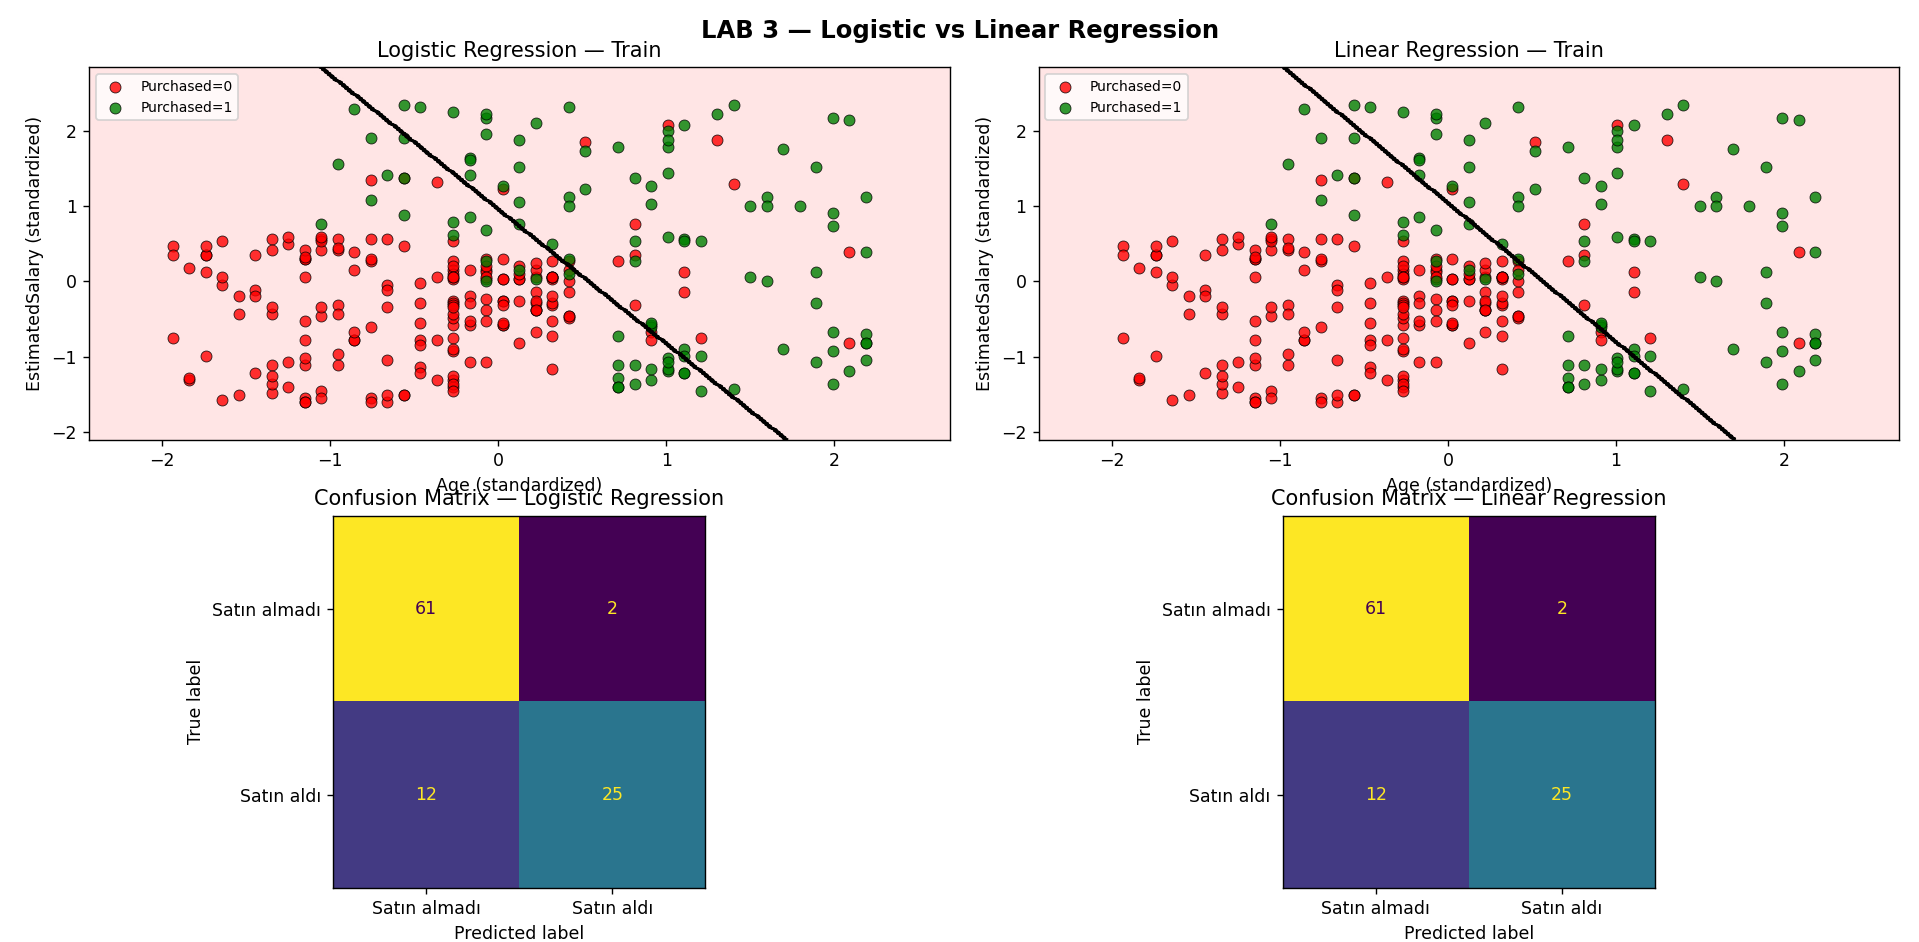 LAB 3 — Logistic vs Linear Regression
Logistic Regression — Train
Purchased=0
Purchased=1
EstimatedSalary (standardized)
2
1
0
−1
−2
−2
−1
0
1
2
Age (standardized)
Linear Regression — Train
Purchased=0
Purchased=1
EstimatedSalary (standardized)
2
1
0
−1
−2
−2
−1
0
1
2
Age (standardized)
Confusion Matrix — Logistic Regression
True label
Satın almadı
61
2
Satın aldı
12
25
Satın almadı
Satın aldı
Predicted label
Confusion Matrix — Linear Regression
True label
Satın almadı
61
2
Satın aldı
12
25
Satın almadı
Satın aldı
Predicted label